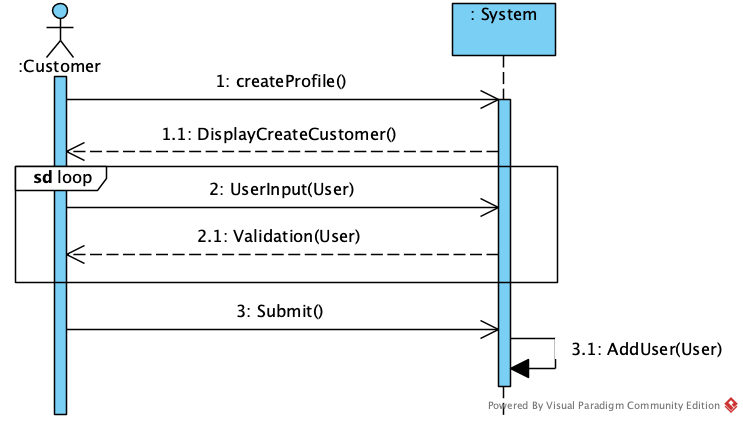 : System
:Customer
1: createProfile()
1.1: DisplayCreateCustomer()
sd loop
2: UserInput(User)
2.1: Validation(User)
3: Submit()
3.1: AddUser(User)
Powered By Visual Paradigm Community Edition